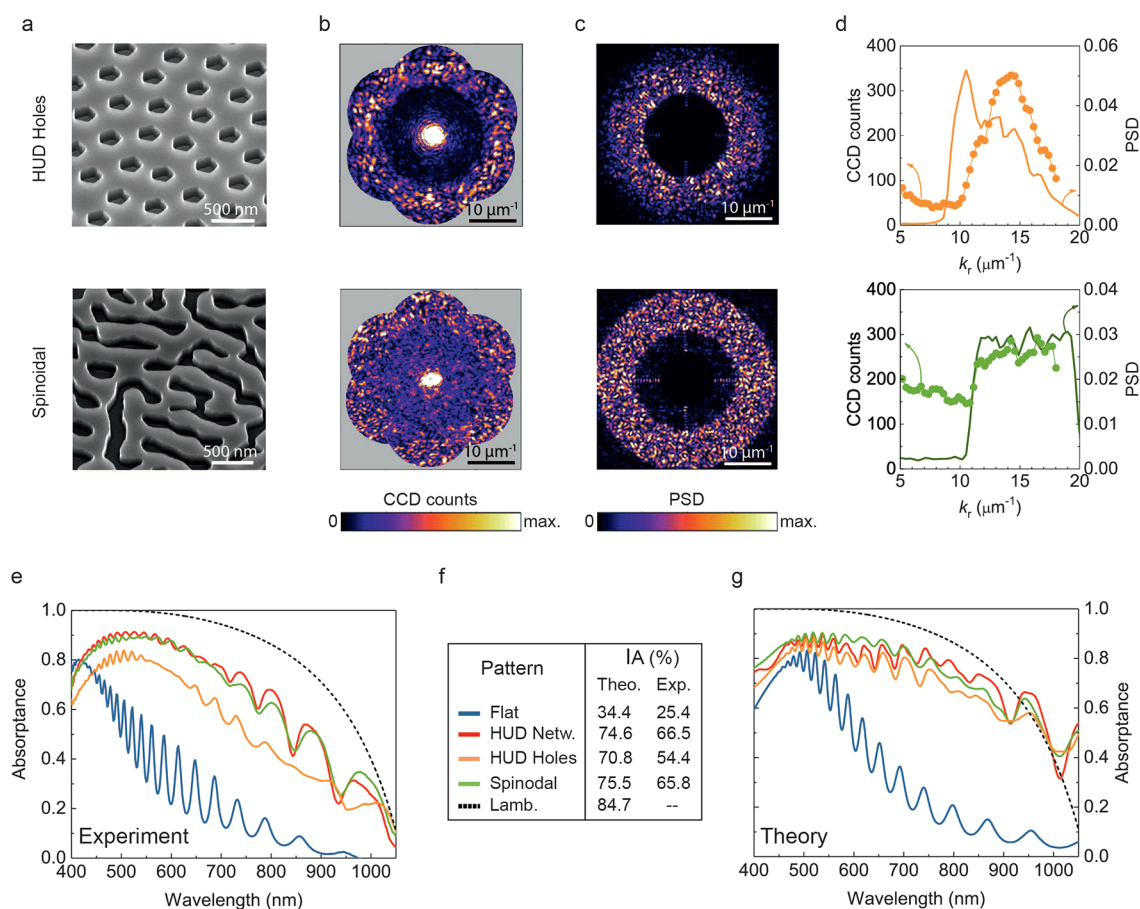 a
b
c
d
HUD Holes
500 nm
10 µm⁻¹
10 µm⁻¹
400
300
200
100
0
CCD counts
0.06
0.04
0.02
0.00
PSD
5
10
15
20
kr (µm⁻¹)
Spinoidal
500 nm
10 µm⁻¹
10 µm⁻¹
400
300
200
100
0
CCD counts
0.04
0.03
0.02
0.01
0.00
PSD
5
10
15
20
kr (µm⁻¹)
CCD counts
0
max.
PSD
0
max.
e
f
g
1.0
0.8
0.6
0.4
0.2
0.0
Absorptance
Experiment
400 500 600 700 800 900 1000
Wavelength (nm)
Pattern IA (%)
Theo. Exp.
Flat 34.4 25.4
HUD Netw. 74.6 66.5
HUD Holes 70.8 54.4
Spinodal 75.5 65.8
Lamb. 84.7 --
1.0
0.8
0.6
0.4
0.2
0.0
Absorptance
Theory
400 500 600 700 800 900 1000
Wavelength (nm)